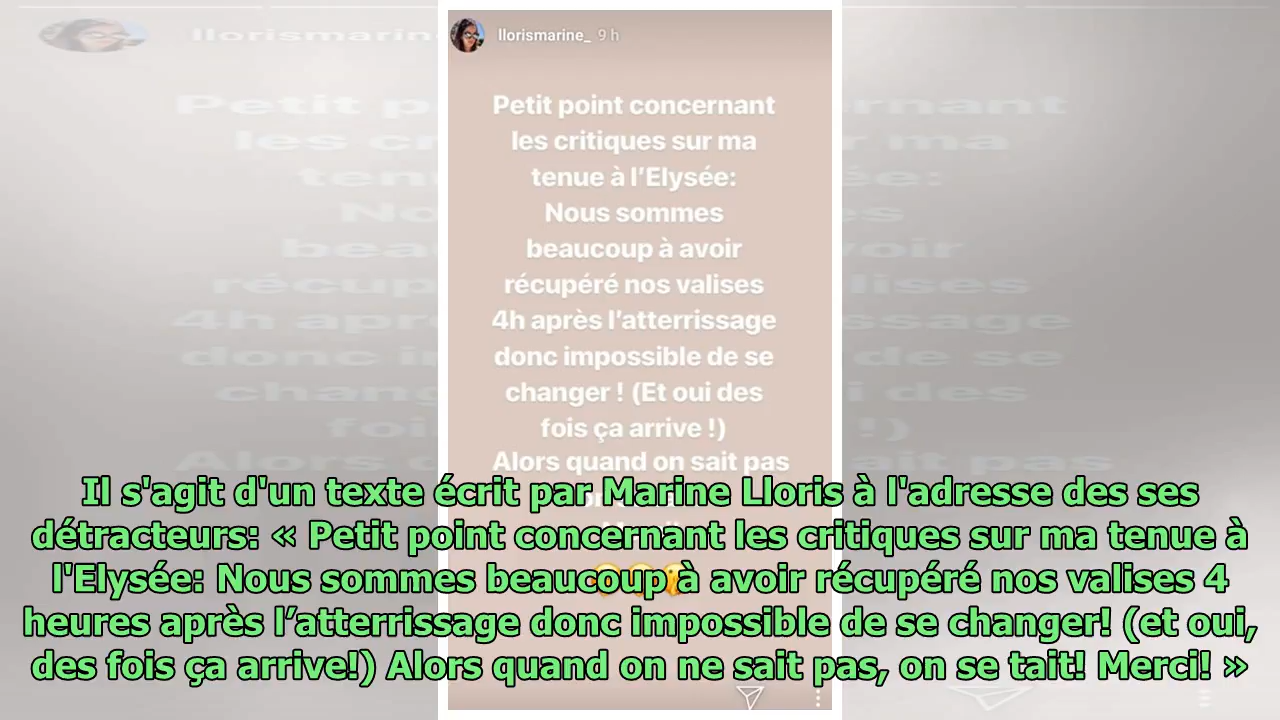 llorismarine_ 9 h
Petit point concernant
les critiques sur ma
tenue à l'Elysée:
Nous sommes
beaucoup à avoir
récupéré nos valises
4h après l'atterrissage
donc impossible de se
changer ! (Et oui des
fois ça arrive !)
Alors quand on sait pas
Il s'agit d'un texte écrit par Marine Lloris à l'adresse des ses
détracteurs: « Petit point concernant les critiques sur ma tenue à
l'Elysée: Nous sommes beaucoup à avoir récupéré nos valises 4
heures après l’atterrissage donc impossible de se changer! (et oui,
des fois ça arrive!) Alors quand on ne sait pas, on se tait! Merci! »